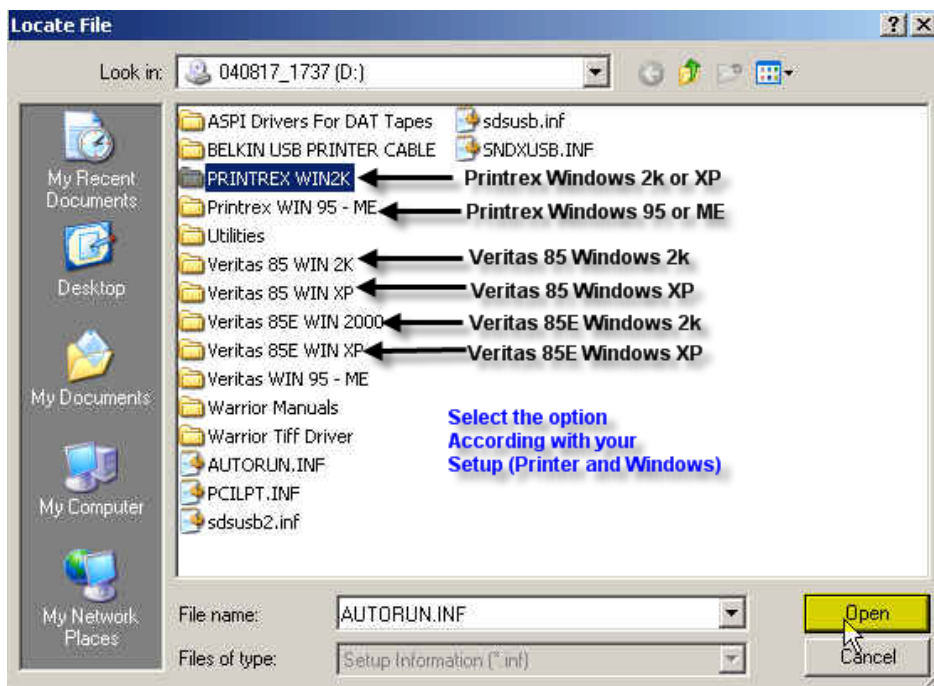 Locate File
Look in: 040817_1737 (D:)
My Recent
Documents
Desktop
My Documents
My Computer
My Network
Places
ASPI Drivers For DAT Tapes
BELKIN USB PRINTER CABLE
PRINTREX WIN2K
Printrex WIN 95 - ME
Utilities
Veritas 85 WIN 2K
Veritas 85 WIN XP
Veritas 85E WIN 2000
Veritas 85E WIN XP
Veritas WIN 95 - ME
Warrior Manuals
Warrior Tiff Driver
AUTORUN.INF
PCILPT.INF
sdsusb2.inf
sdsusb.inf
SNDXUSB.INF
Printrex Windows 2k or XP
Printrex Windows 95 or ME
Veritas 85 Windows 2k
Veritas 85 Windows XP
Veritas 85E Windows 2k
Veritas 85E Windows XP
Select the option
According with your
Setup (Printer and Windows)
File name: AUTORUN.INF Open
Files of type: Setup Information (*.inf) Cancel